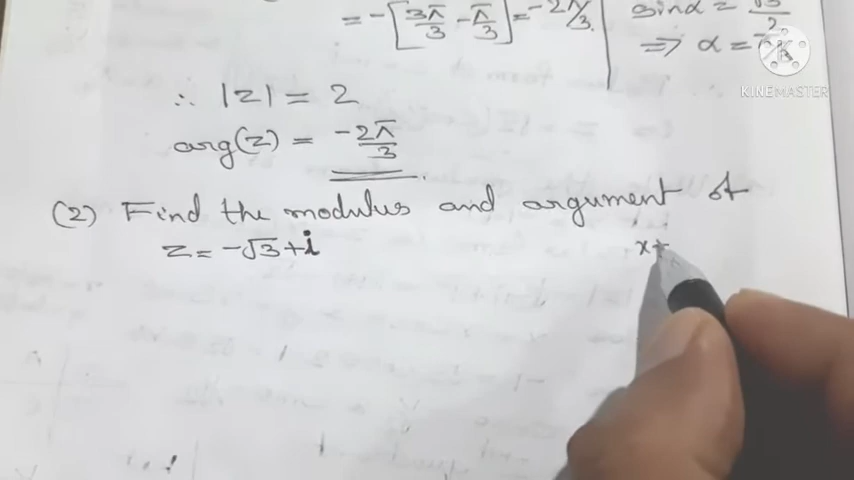 = -[3π/3 - π/3] = -2π/3.
sinα = √3/2
⇒ α =
KINEMASTER
∴ |z| = 2
arg(z) = -2π/3
(2) Find the modulus and argument of
z = -√3+i
x+